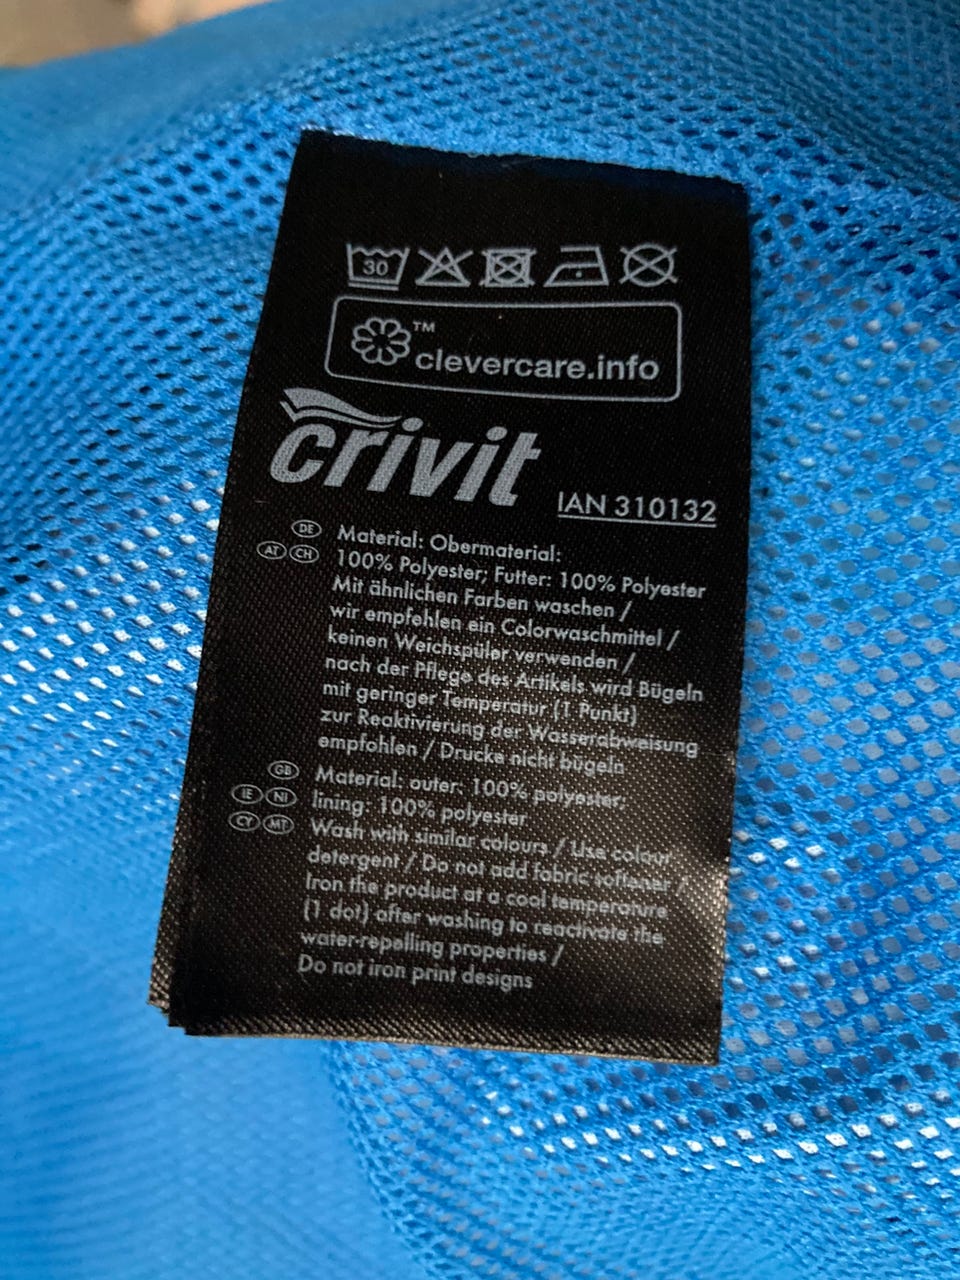 30
™
clevercare.info
crivit
IAN 310132
DE
AT CH
Material: Obermaterial:
100% Polyester; Futter: 100% Polyester
Mit ähnlichen Farben waschen /
wir empfehlen ein Colorwaschmittel /
keinen Weichspüler verwenden /
nach der Pflege des Artikels wird Bügeln
mit geringer Temperatur (1 Punkt)
zur Reaktivierung der Wasserabweisung
empfohlen / Drucke nicht bügeln
GB
IE NI
CY MT
Material: outer: 100% polyester;
lining: 100% polyester
Wash with similar colours / Use colour
detergent / Do not add fabric softener /
Iron the product at a cool temperature
(1 dot) after washing to reactivate the
water-repelling properties /
Do not iron print designs